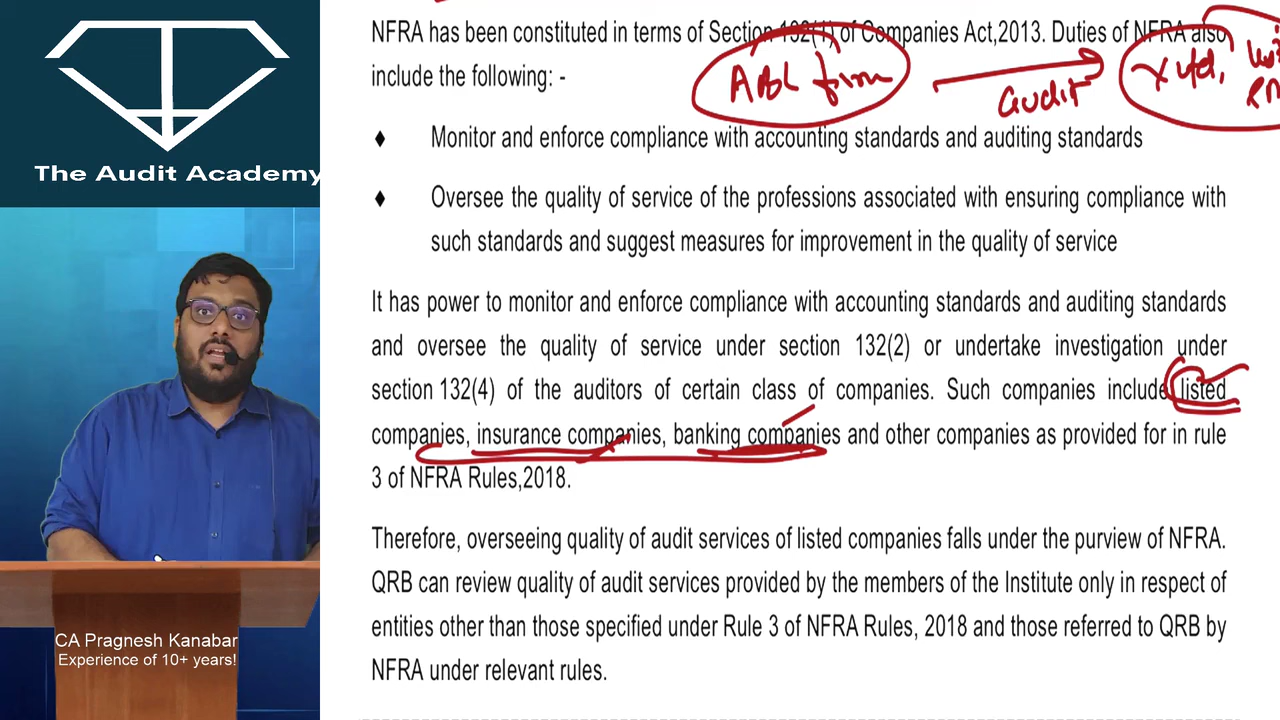 NFRA has been constituted in terms of Section 132(1) of Companies Act,2013. Duties of NFRA also
include the following: -
ABL firm
audit
X Ltd,
♦ Monitor and enforce compliance with accounting standards and auditing standards
♦ Oversee the quality of service of the professions associated with ensuring compliance with
such standards and suggest measures for improvement in the quality of service
It has power to monitor and enforce compliance with accounting standards and auditing standards
and oversee the quality of service under section 132(2) or undertake investigation under
section 132(4) of the auditors of certain class of companies. Such companies include listed
companies, insurance companies, banking companies and other companies as provided for in rule
3 of NFRA Rules,2018.
Therefore, overseeing quality of audit services of listed companies falls under the purview of NFRA.
QRB can review quality of audit services provided by the members of the Institute only in respect of
entities other than those specified under Rule 3 of NFRA Rules, 2018 and those referred to QRB by
NFRA under relevant rules.
The Audit Academy
CA Pragnesh Kanabar
Experience of 10+ years!